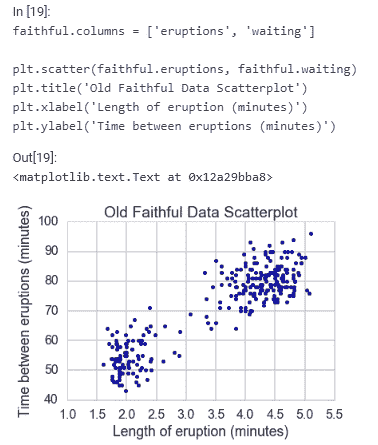 In [19]:
faithful.columns = ['eruptions', 'waiting']
plt.scatter(faithful.eruptions, faithful.waiting)
plt.title('Old Faithful Data Scatterplot')
plt.xlabel('Length of eruption (minutes)')
plt.ylabel('Time between eruptions (minutes)')
Out[19]:
<matplotlib.text.Text at 0x12a29bba8>
Old Faithful Data Scatterplot
Time between eruptions (minutes)
100
90
80
70
60
50
40
1.0 1.5 2.0 2.5 3.0 3.5 4.0 4.5 5.0 5.5
Length of eruption (minutes)